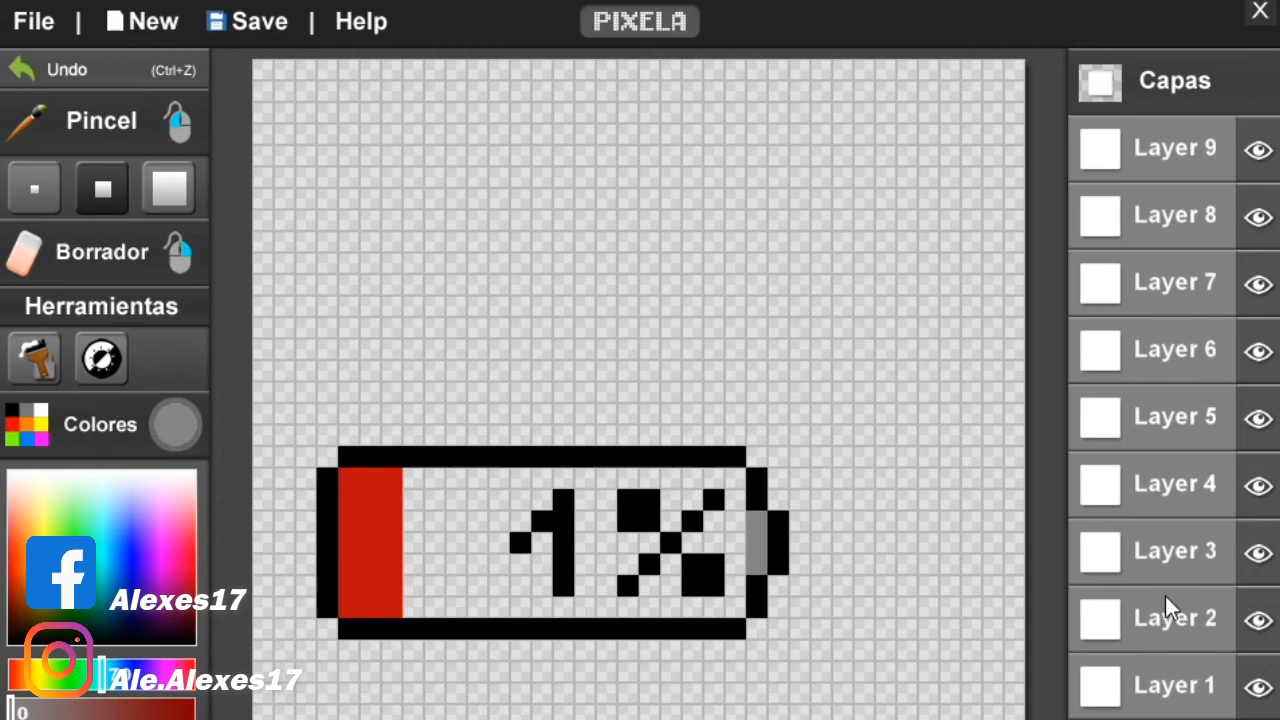 File | New Save | Help
PIXELA
X
Undo (Ctrl+Z)
Pincel
Borrador
Herramientas
Colores
Alexes17
Ale.Alexes17
0
1%
Capas
Layer 9
Layer 8
Layer 7
Layer 6
Layer 5
Layer 4
Layer 3
Layer 2
Layer 1